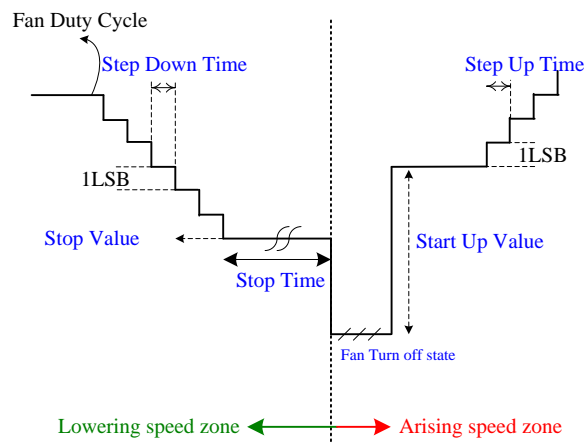 Fan Duty Cycle
Step Down Time
Step Up Time
1LSB
1LSB
Stop Value
Start Up Value
Stop Time
Fan Turn off state
Lowering speed zone
Arising speed zone